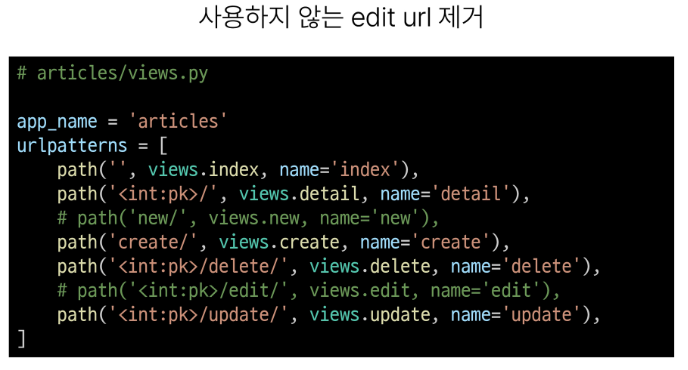 사용하지 않는 edit url 제거
# articles/views.py
app_name = 'articles'
urlpatterns = [
    path('', views.index, name='index'),
    path('<int:pk>/', views.detail, name='detail'),
    # path('new/', views.new, name='new'),
    path('create/', views.create, name='create'),
    path('<int:pk>/delete/', views.delete, name='delete'),
    # path('<int:pk>/edit/', views.edit, name='edit'),
    path('<int:pk>/update/', views.update, name='update'),
]